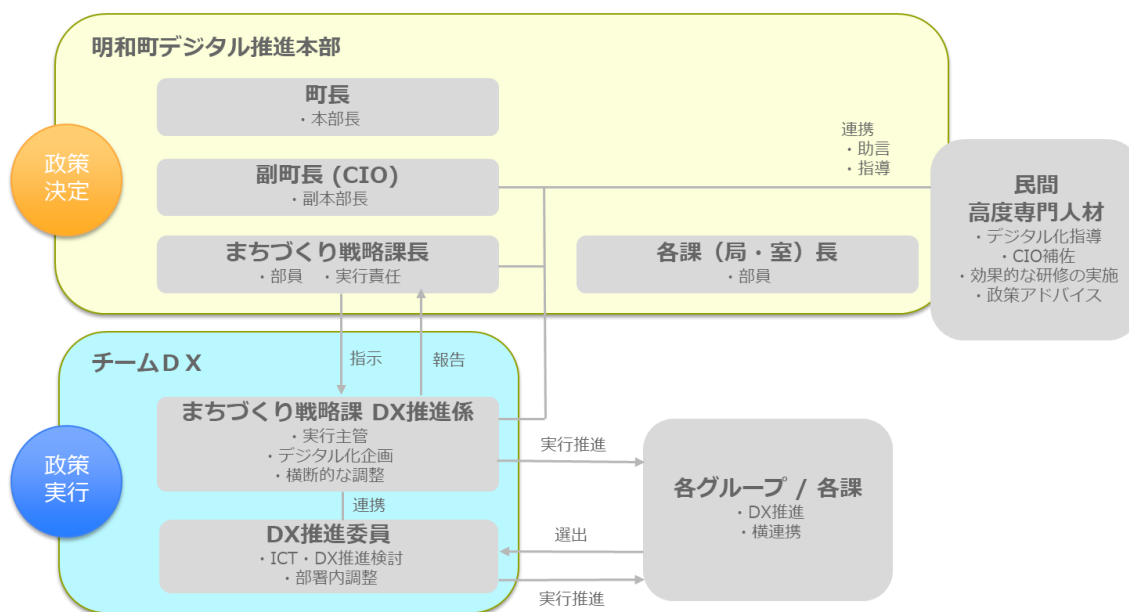 明和町デジタル推進本部
町長
・本部長
政策
決定
副町長 (CIO)
・副本部長
まちづくり戦略課長
・部員　・実行責任
各課（局・室）長
・部員
連携
・助言
・指導
民間
高度専門人材
・デジタル化指導
・CIO補佐
・効果的な研修の実施
・政策アドバイス
指示
報告
チームＤＸ
政策
実行
まちづくり戦略課 DX推進係
・実行主管
・デジタル化企画
・横断的な調整
連携
DX推進委員
・ICT・DX推進検討
・部署内調整
実行推進
選出
実行推進
各グループ / 各課
・DX推進
・横連携